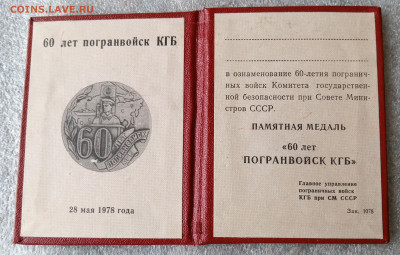 COINS.LAVE.RU
60 лет погранвойск КГБ
60
28 мая 1978 года
в ознаменование 60-летия погранич-
ных войск Комитета государствен-
ной безопасности при Совете Мини-
стров СССР.
ПАМЯТНАЯ МЕДАЛЬ
«60 лет
ПОГРАНВОЙСК КГБ»
Главное управление
пограничных войск
КГБ при СМ СССР
Зак. 1976